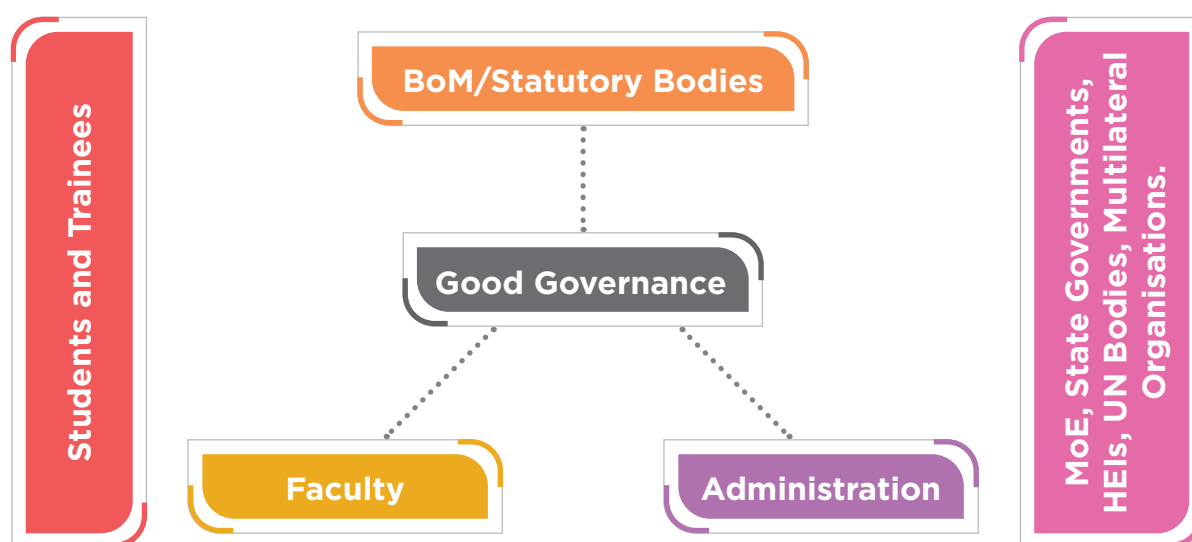 Students and Trainees
BoM/Statutory Bodies
Good Governance
Faculty
Administration
MoE, State Governments,
HEIs, UN Bodies, Multilateral
Organisations.